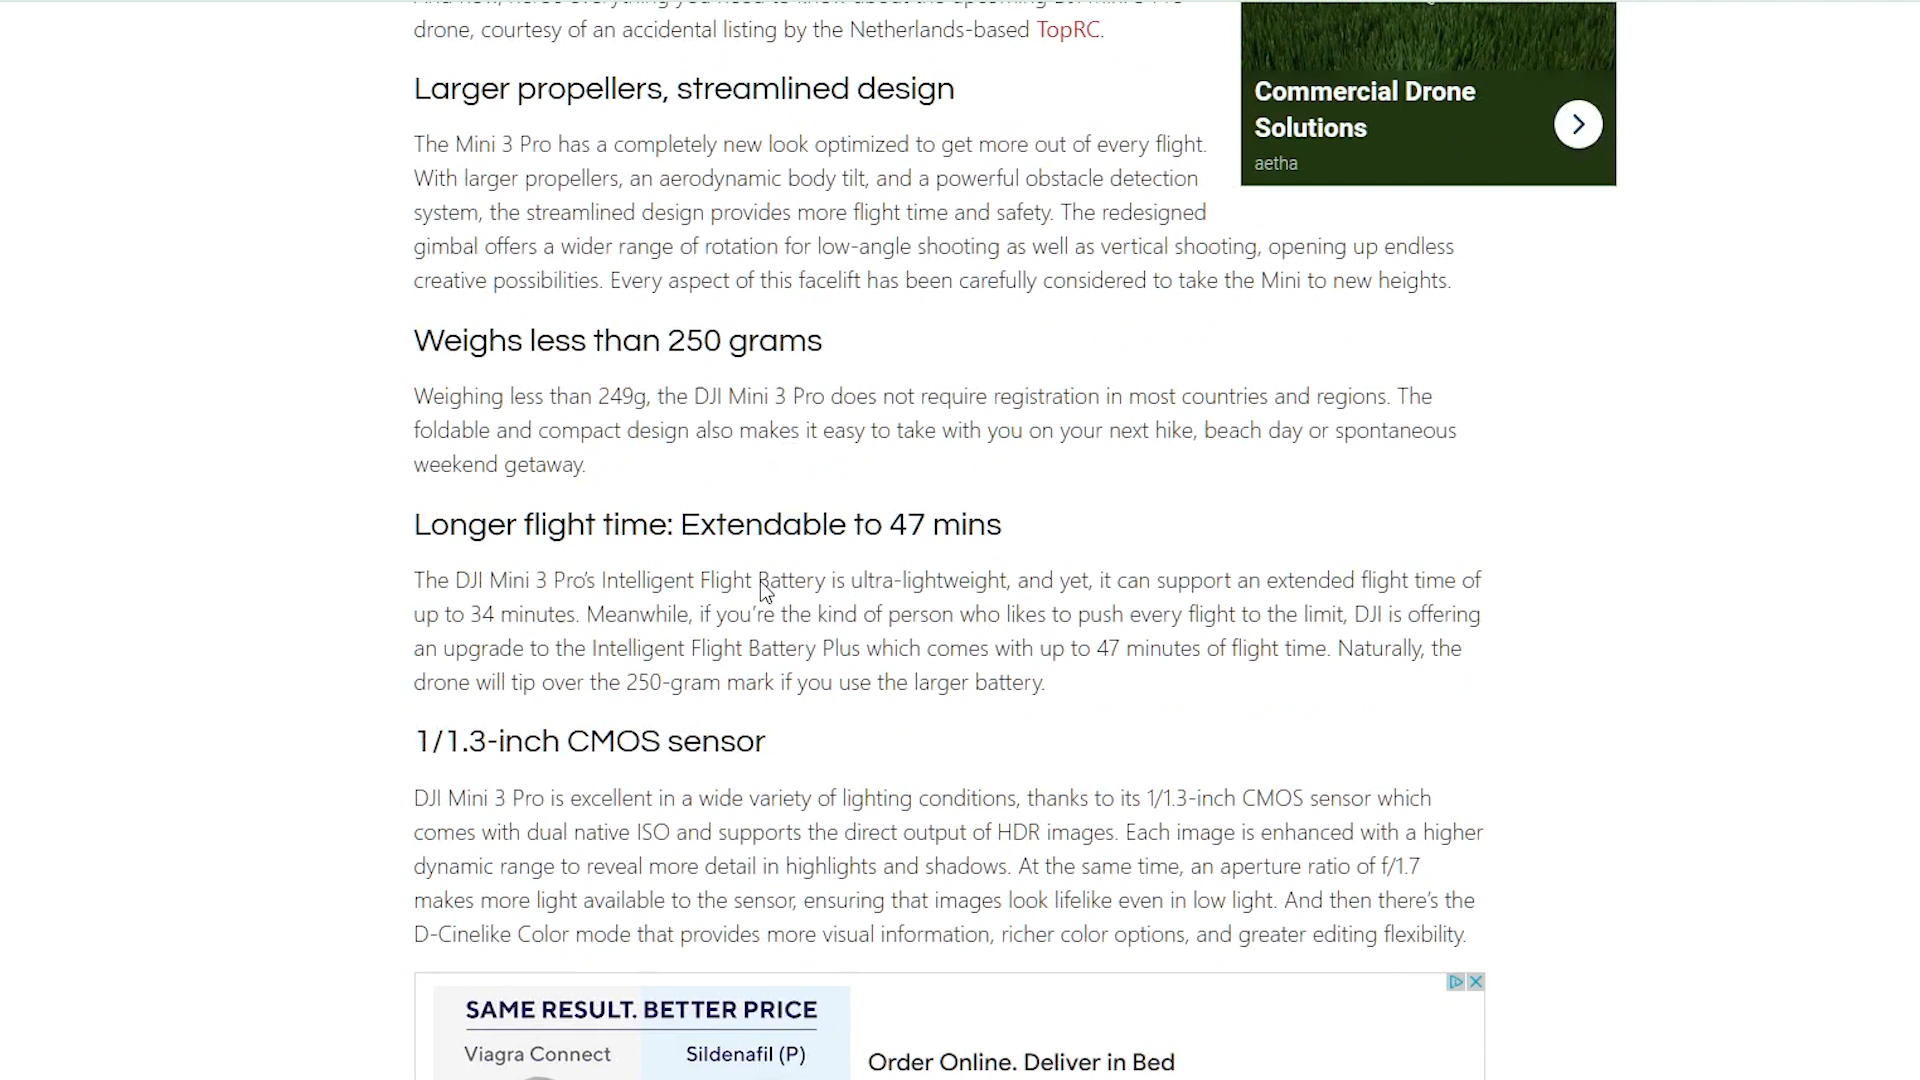 drone, courtesy of an accidental listing by the Netherlands-based TopRC.
Larger propellers, streamlined design
The Mini 3 Pro has a completely new look optimized to get more out of every flight.
With larger propellers, an aerodynamic body tilt, and a powerful obstacle detection
system, the streamlined design provides more flight time and safety. The redesigned
gimbal offers a wider range of rotation for low-angle shooting as well as vertical shooting, opening up endless
creative possibilities. Every aspect of this facelift has been carefully considered to take the Mini to new heights.
Weighs less than 250 grams
Weighing less than 249g, the DJI Mini 3 Pro does not require registration in most countries and regions. The
foldable and compact design also makes it easy to take with you on your next hike, beach day or spontaneous
weekend getaway.
Longer flight time: Extendable to 47 mins
The DJI Mini 3 Pro's Intelligent Flight Battery is ultra-lightweight, and yet, it can support an extended flight time of
up to 34 minutes. Meanwhile, if you're the kind of person who likes to push every flight to the limit, DJI is offering
an upgrade to the Intelligent Flight Battery Plus which comes with up to 47 minutes of flight time. Naturally, the
drone will tip over the 250-gram mark if you use the larger battery.
1/1.3-inch CMOS sensor
DJI Mini 3 Pro is excellent in a wide variety of lighting conditions, thanks to its 1/1.3-inch CMOS sensor which
comes with dual native ISO and supports the direct output of HDR images. Each image is enhanced with a higher
dynamic range to reveal more detail in highlights and shadows. At the same time, an aperture ratio of f/1.7
makes more light available to the sensor, ensuring that images look lifelike even in low light. And then there's the
D-Cinelike Color mode that provides more visual information, richer color options, and greater editing flexibility.
Commercial Drone
Solutions
aetha
SAME RESULT. BETTER PRICE
Viagra Connect Sildenafil (P)
Order Online. Deliver in Bed